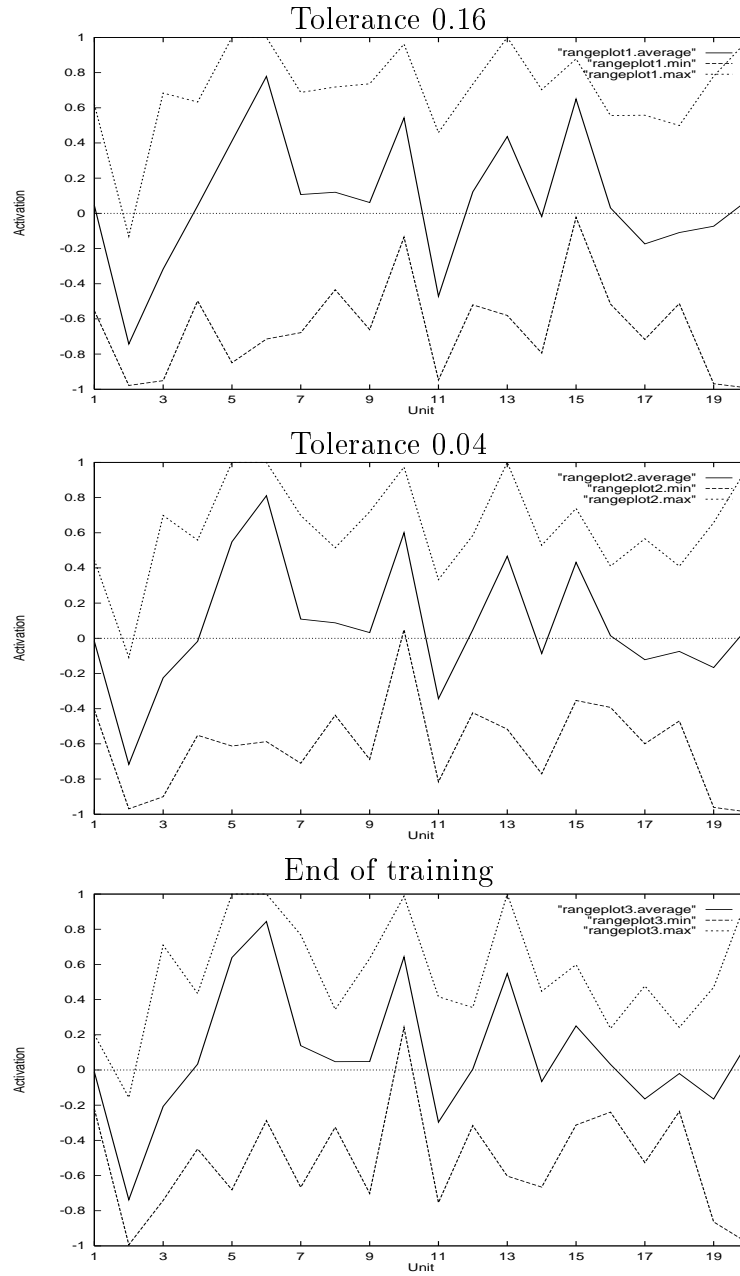 Tolerance 0.16
1
0.8
0.6
0.4
0.2
0
-0.2
-0.4
-0.6
-0.8
-1
Activation
"rangeplot1.average"
"rangeplot1.min"
"rangeplot1.max"
1 3 5 7 9 11 13 15 17 19
Unit
Tolerance 0.04
1
0.8
0.6
0.4
0.2
0
-0.2
-0.4
-0.6
-0.8
-1
Activation
"rangeplot2.average"
"rangeplot2.min"
"rangeplot2.max"
1 3 5 7 9 11 13 15 17 19
Unit
End of training
1
0.8
0.6
0.4
0.2
0
-0.2
-0.4
-0.6
-0.8
-1
Activation
"rangeplot3.average"
"rangeplot3.min"
"rangeplot3.max"
1 3 5 7 9 11 13 15 17 19
Unit